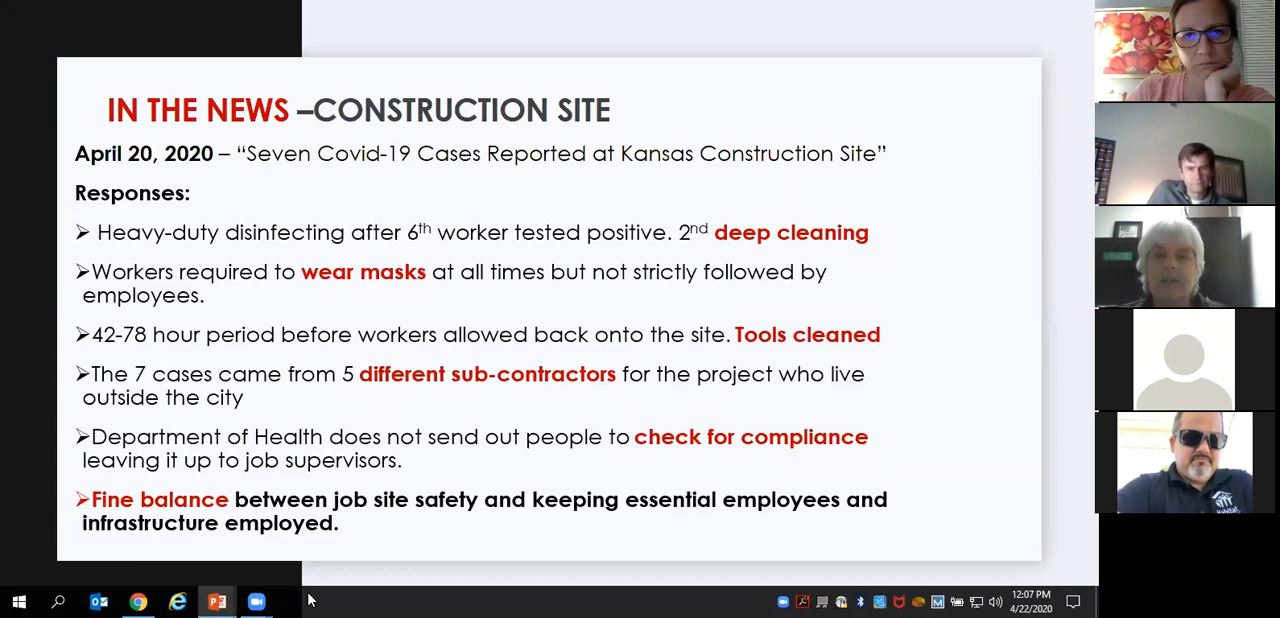 IN THE NEWS –CONSTRUCTION SITE
April 20, 2020 – “Seven Covid-19 Cases Reported at Kansas Construction Site”
Responses:
➢ Heavy-duty disinfecting after 6th worker tested positive. 2nd deep cleaning
➢Workers required to wear masks at all times but not strictly followed by
employees.
➢42-78 hour period before workers allowed back onto the site. Tools cleaned
➢The 7 cases came from 5 different sub-contractors for the project who live
outside the city
➢Department of Health does not send out people to check for compliance
leaving it up to job supervisors.
➢Fine balance between job site safety and keeping essential employees and
infrastructure employed.
Habitat
12:07 PM
4/22/2020